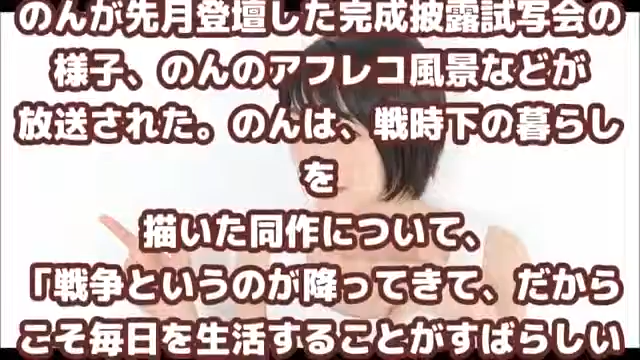 のんが先月登壇した完成披露試写会の
様子、のんのアフレコ風景などが
放送された。のんは、戦時下の暮らし
を
描いた同作について、
「戦争というのが降ってきて、だから
こそ毎日を生活することがすばらしい